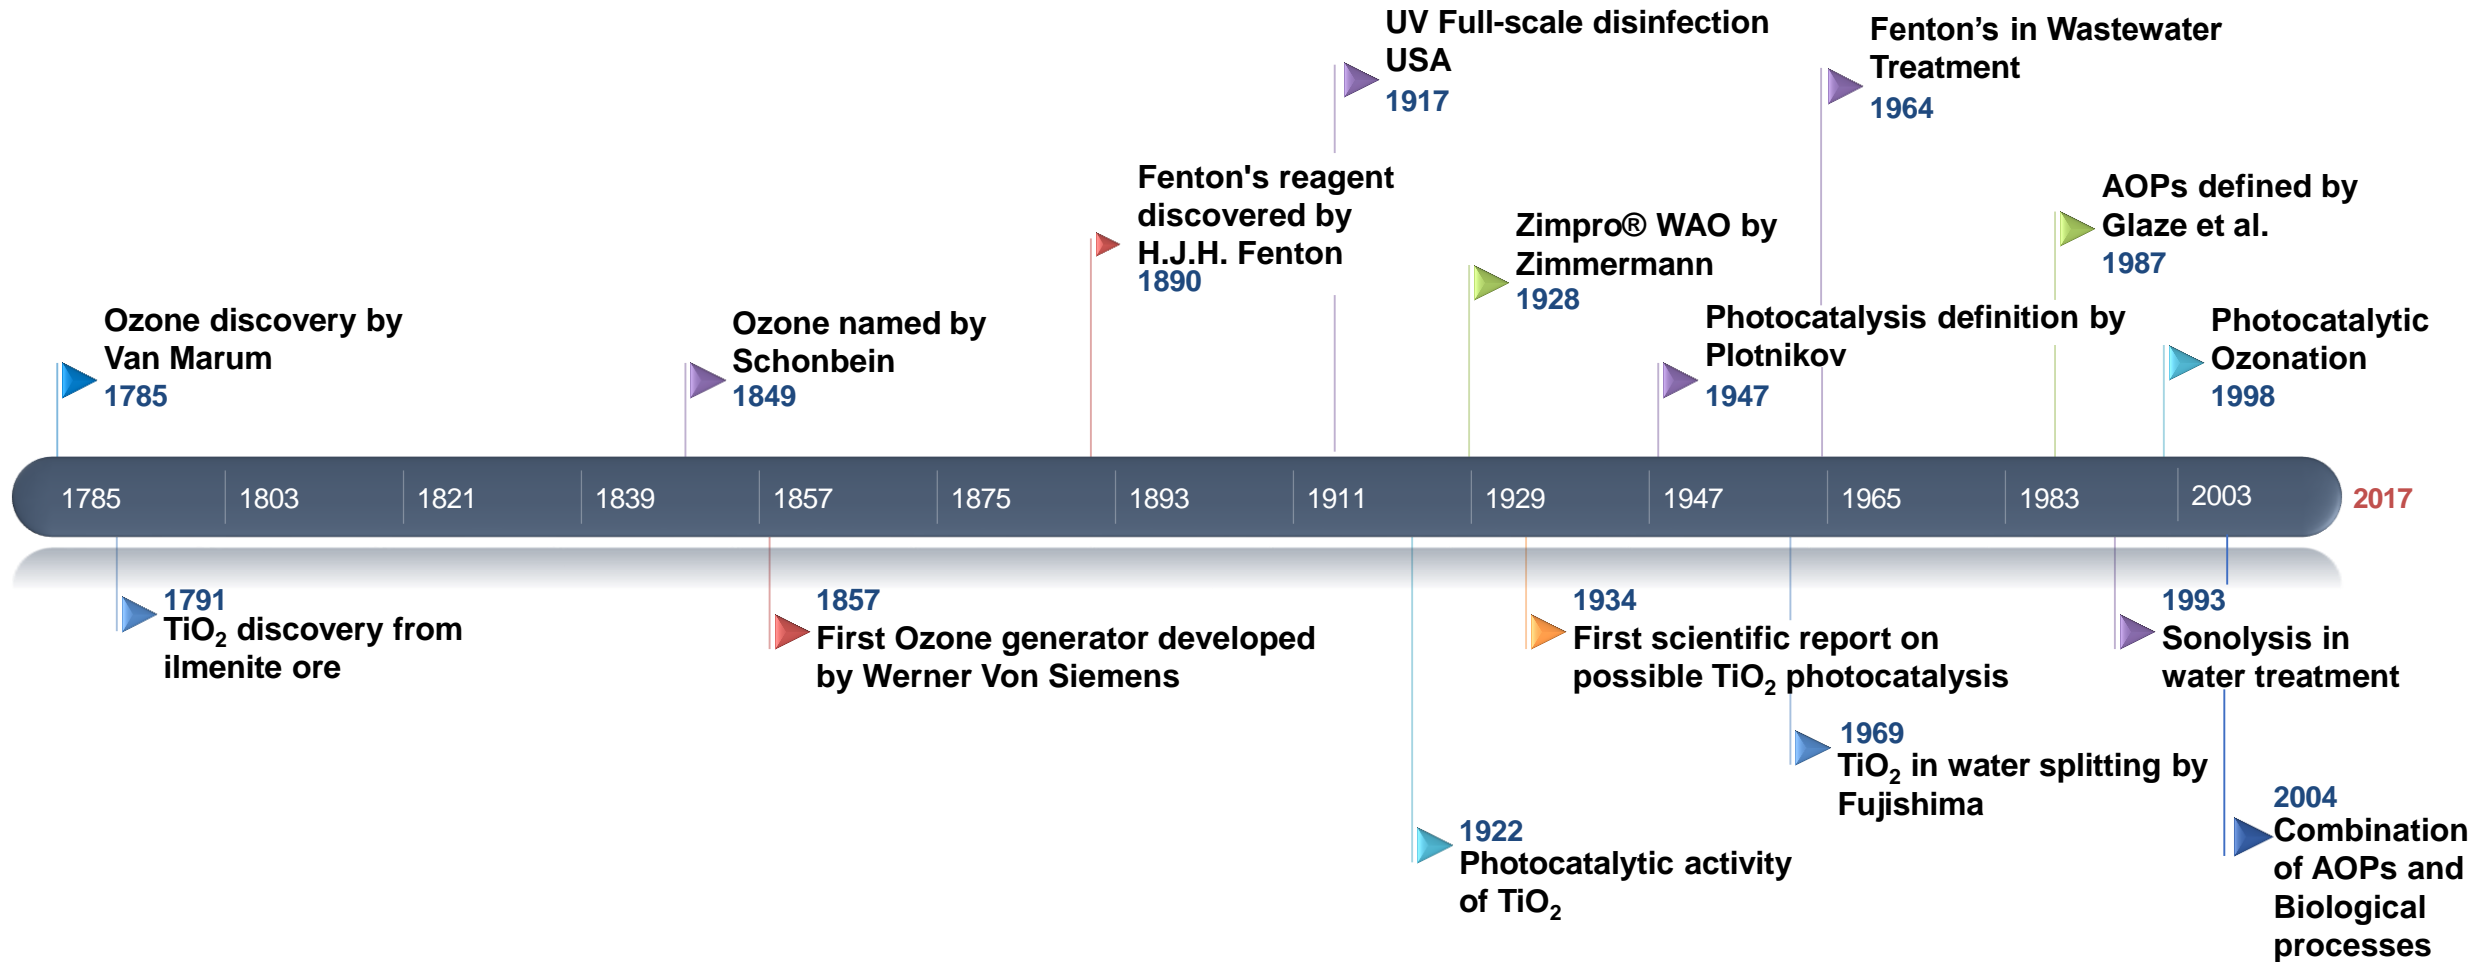 UV Full-scale disinfection
USA
1917
Fenton’s in Wastewater
Treatment
1964
Fenton's reagent
discovered by
H.J.H. Fenton
1890
AOPs defined by
Glaze et al.
1987
Zimpro® WAO by
Zimmermann
1928
Ozone discovery by
Van Marum
1785
Ozone named by
Schonbein
1849
Photocatalysis definition by
Plotnikov
1947
Photocatalytic
Ozonation
1998
1785 1803 1821 1839 1857 1875 1893 1911 1929 1947 1965 1983 2003 2017
1791
TiO₂ discovery from
ilmenite ore
1857
First Ozone generator developed
by Werner Von Siemens
1934
First scientific report on
possible TiO₂ photocatalysis
1993
Sonolysis in
water treatment
1969
TiO₂ in water splitting by
Fujishima
1922
Photocatalytic activity
of TiO₂
2004
Combination
of AOPs and
Biological
processes